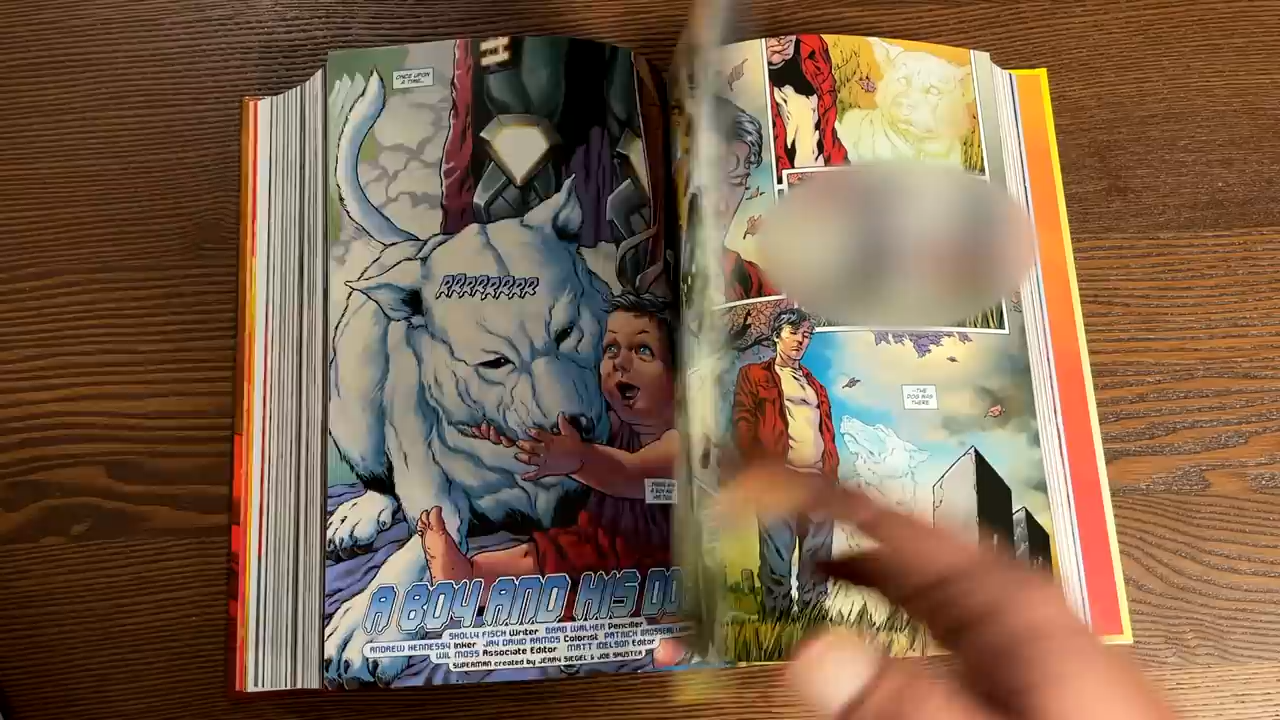 ONCE UPON
A TIME...
RRRRRRRR
A BOY AND HIS DO
SHOLLY FISCH Writer BRAD WALKER Penciller
ANDREW HENNESSY Inker JAY DAVID RAMOS Colorist PATRICK BROSSEAU
WIL MOSS Associate Editor MATT IDELSON Editor
SUPERMAN created by JERRY SIEGEL & JOE SHUSTER
--THE
DOG WAS
THERE.